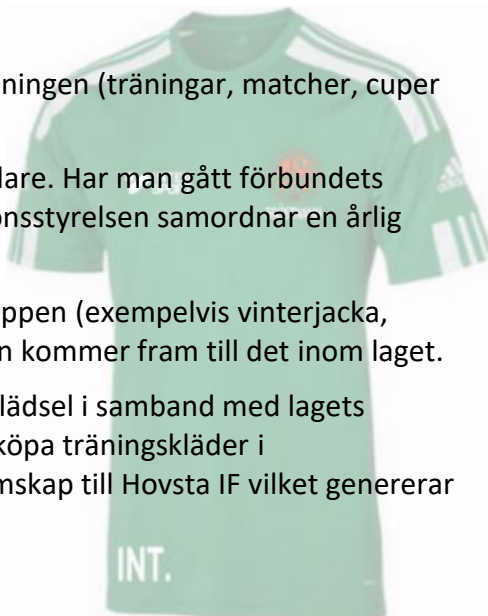 ningen (träningar, matcher, cuper
lare. Har man gått förbundets
onsstyrelsen samordnar en årlig
ppen (exempelvis vinterjacka,
n kommer fram till det inom laget.
lädsel i samband med lagets
köpa träningskläder i
mskap till Hovsta IF vilket genererar
INT.